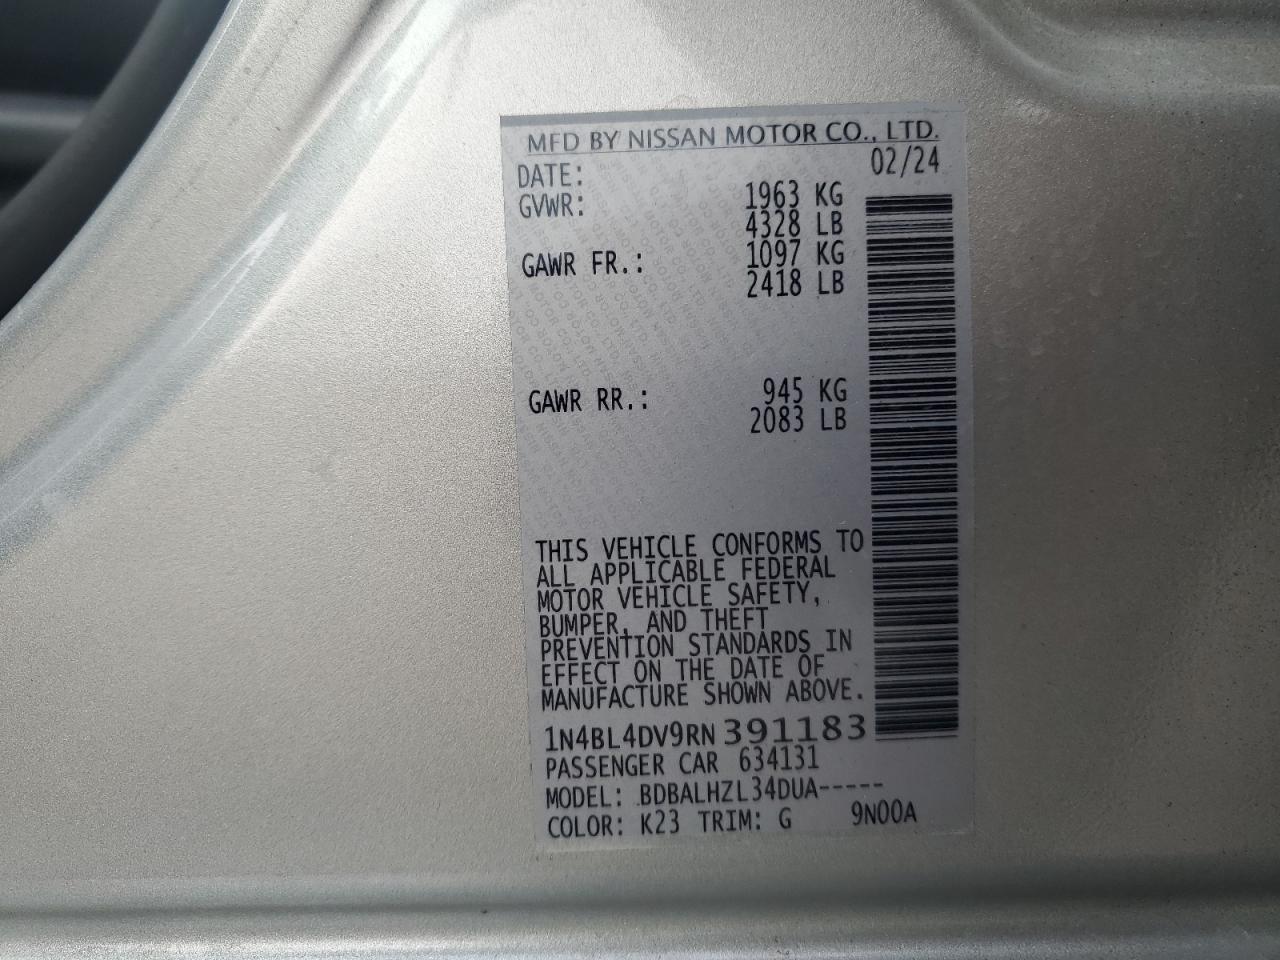 MFD BY NISSAN MOTOR CO., LTD.
DATE: 02/24
GVWR: 1963 KG
4328 LB
GAWR FR.: 1097 KG
2418 LB
GAWR RR.: 945 KG
2083 LB
THIS VEHICLE CONFORMS TO
ALL APPLICABLE FEDERAL
MOTOR VEHICLE SAFETY,
BUMPER, AND THEFT
PREVENTION STANDARDS IN
EFFECT ON THE DATE OF
MANUFACTURE SHOWN ABOVE.
1N4BL4DV9RN391183
PASSENGER CAR 634131
MODEL: BDBALHZL34DUA-----
COLOR: K23 TRIM: G 9N00A